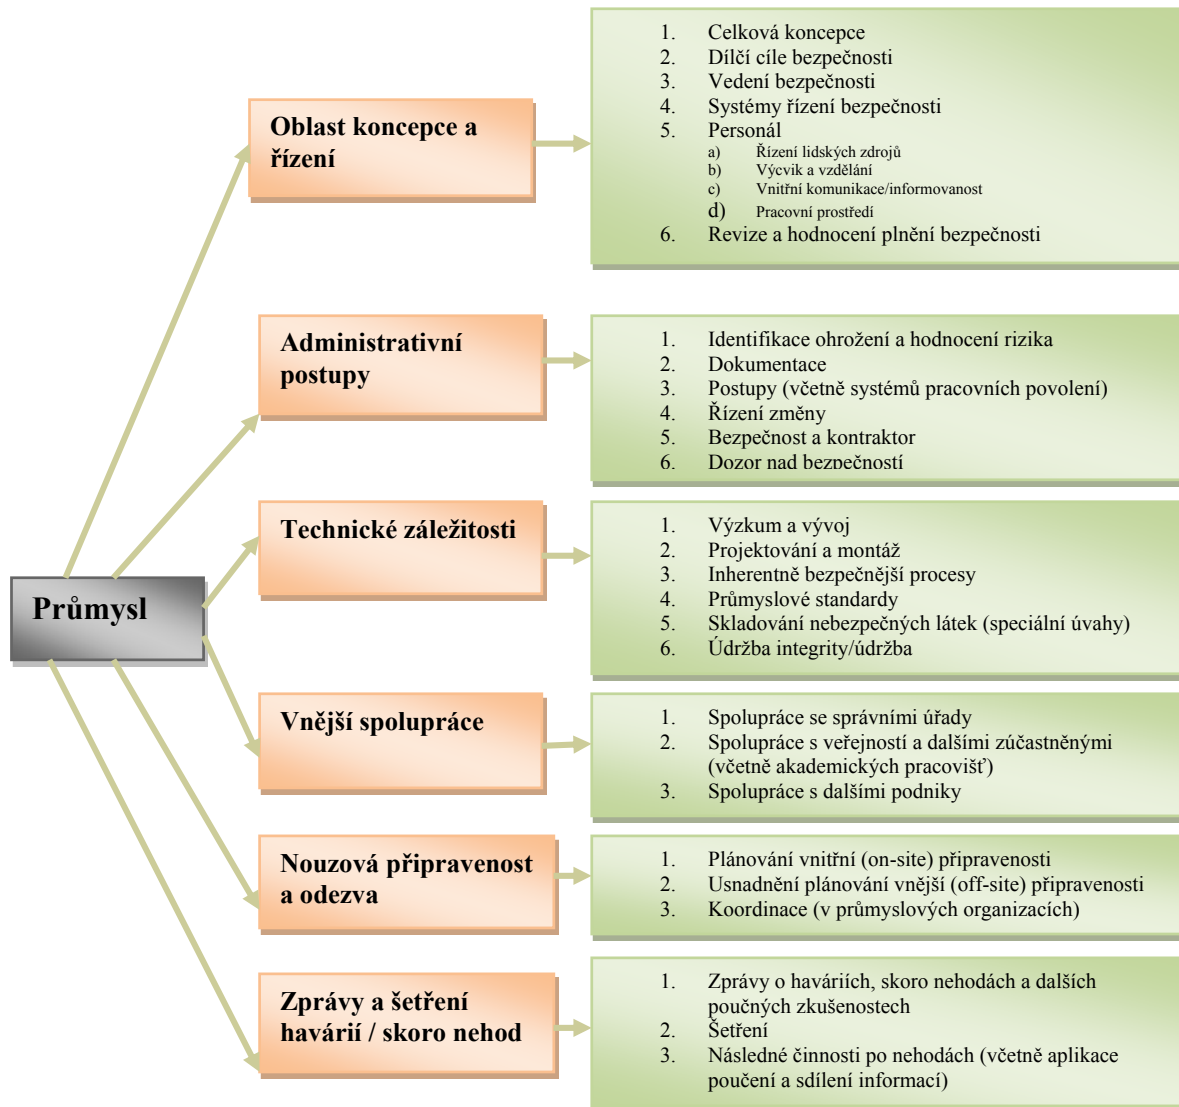 Průmysl
Oblast koncepce a
řízení
1. Celková koncepce
2. Dílčí cíle bezpečnosti
3. Vedení bezpečnosti
4. Systémy řízení bezpečnosti
5. Personál
a) Řízení lidských zdrojů
b) Výcvik a vzdělání
c) Vnitřní komunikace/informovanost
d) Pracovní prostředí
6. Revize a hodnocení plnění bezpečnosti
Administrativní
postupy
1. Identifikace ohrožení a hodnocení rizika
2. Dokumentace
3. Postupy (včetně systémů pracovních povolení)
4. Řízení změny
5. Bezpečnost a kontraktor
6. Dozor nad bezpečností
Technické záležitosti
1. Výzkum a vývoj
2. Projektování a montáž
3. Inherentně bezpečnější procesy
4. Průmyslové standardy
5. Skladování nebezpečných látek (speciální úvahy)
6. Údržba integrity/údržba
Vnější spolupráce
1. Spolupráce se správními úřady
2. Spolupráce s veřejností a dalšími zúčastněnými
(včetně akademických pracovišť)
3. Spolupráce s dalšími podniky
Nouzová připravenost
a odezva
1. Plánování vnitřní (on-site) připravenosti
2. Usnadnění plánování vnější (off-site) připravenosti
3. Koordinace (v průmyslových organizacích)
Zprávy a šetření
havárií / skoro nehod
1. Zprávy o haváriích, skoro nehodách a dalších
poučných zkušenostech
2. Šetření
3. Následné činnosti po nehodách (včetně aplikace
poučení a sdílení informací)